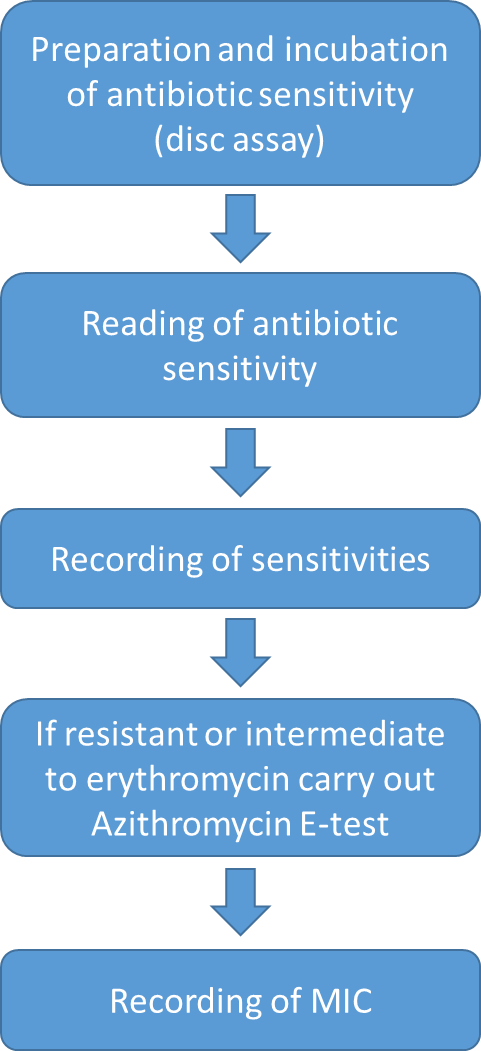 Preparation and incubation
of antibiotic sensitivity
(disc assay)
Reading of antibiotic
sensitivity
Recording of sensitivities
If resistant or intermediate
to erythromycin carry out
Azithromycin E-test
Recording of MIC